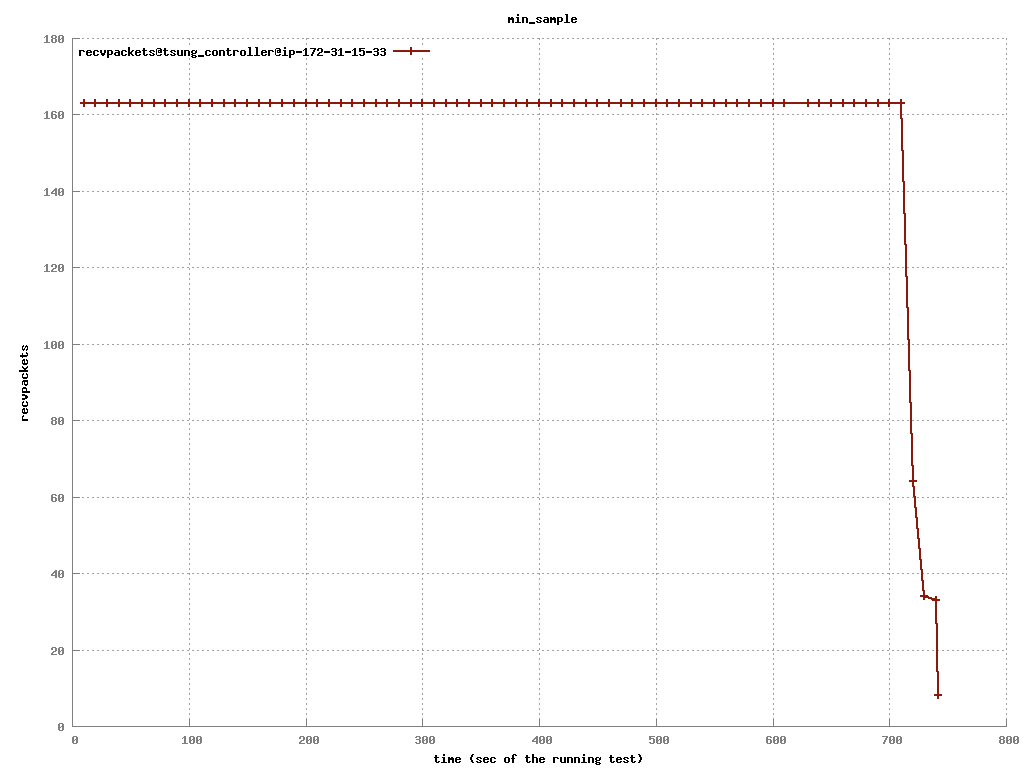 min_sample
recvpackets@tsung_controller@ip-172-31-15-33
180
160
140
120
100
80
60
40
20
0
recvpackets
0 100 200 300 400 500 600 700 800
time (sec of the running test)